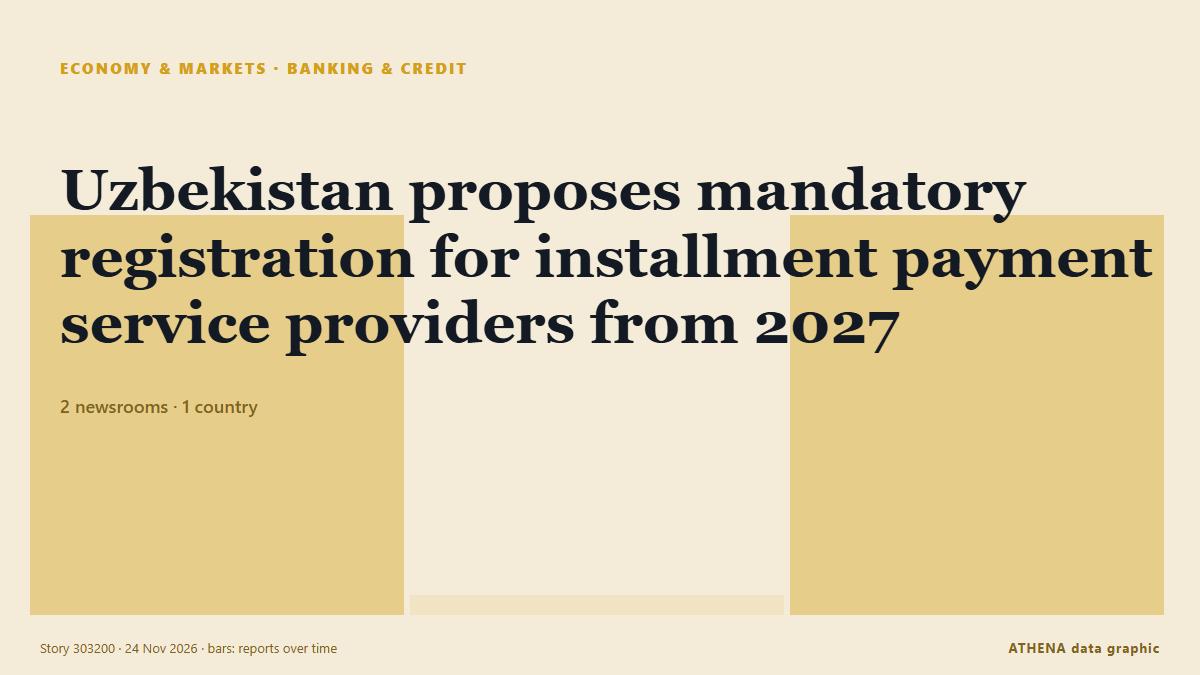 ECONOMY & MARKETS · BANKING & CREDIT
Uzbekistan proposes mandatory
registration for installment payment
service providers from 2027
2 newsrooms · 1 country
Story 303200 · 24 Nov 2026 · bars: reports over time
ATHENA data graphic